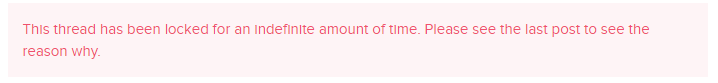 This thread has been locked for an indefinite amount of time. Please see the last post to see the
reason why.